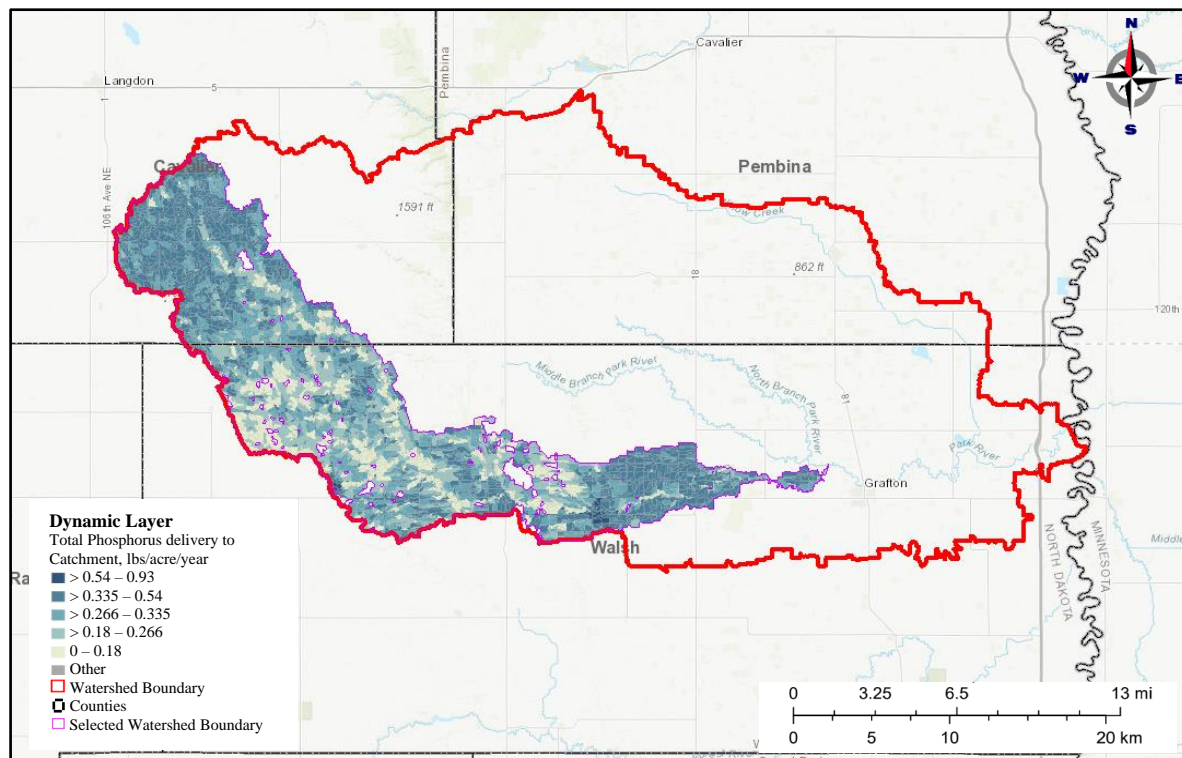 N
W
E
S
Cavalier
Langdon
5
1
Pembina
Cavalier
Pembina
106th Ave NE
1591 ft
Creek
862 ft
18
120th
Middle Branch Park River
North Branch Park River
81
Park River
Grafton
Walsh
NORTH DAKOTA
MINNESOTA
Middle
Ra
Dynamic Layer
Total Phosphorus delivery to
Catchment, lbs/acre/year
> 0.54 – 0.93
> 0.335 – 0.54
> 0.266 – 0.335
> 0.18 – 0.266
0 – 0.18
Other
Watershed Boundary
Counties
Selected Watershed Boundary
0 3.25 6.5 13 mi
0 5 10 20 km